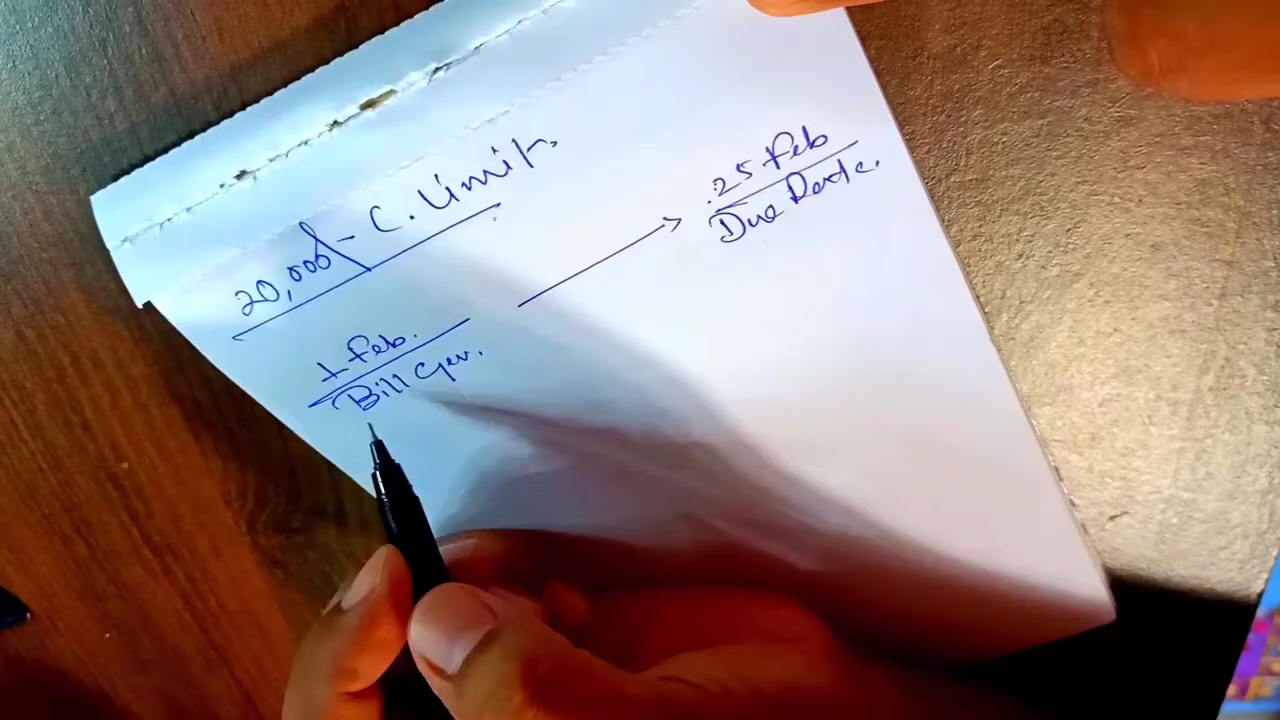 20,000/- C. Limit.
1 Feb.
Bill Gen.
25 Feb
Due Date.